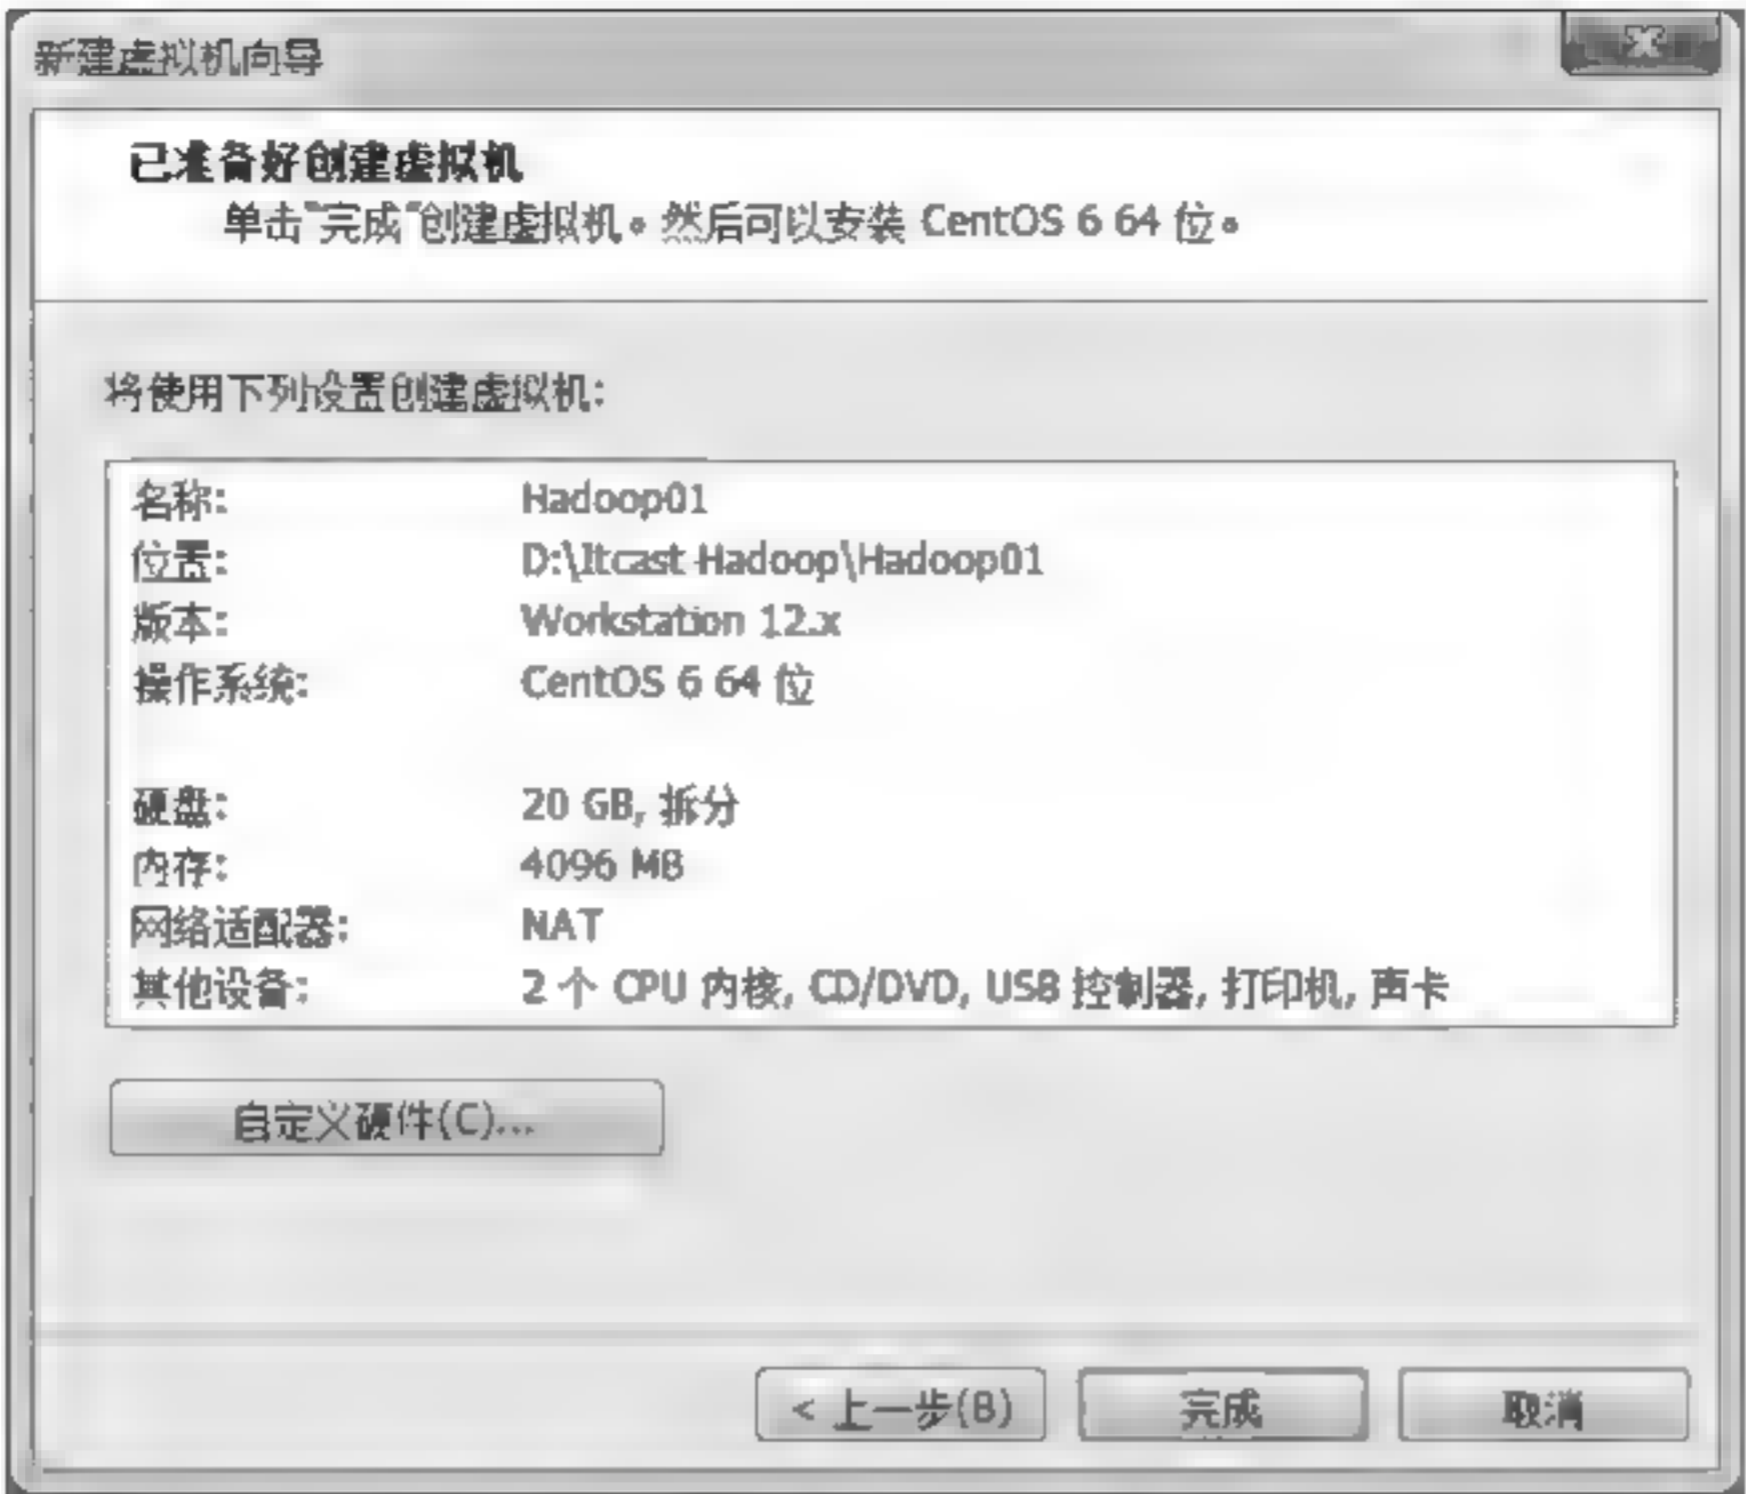 新建虚拟机向导
已准备好创建虚拟机
单击"完成"创建虚拟机。然后可以安装 CentOS 6 64 位。
将使用下列设置创建虚拟机:
名称: Hadoop01
位置: D:\Itcast-Hadoop\Hadoop01
版本: Workstation 12.x
操作系统: CentOS 6 64 位
硬盘: 20 GB, 拆分
内存: 4096 MB
网络适配器: NAT
其他设备: 2 个 CPU 内核, CD/DVD, USB 控制器, 打印机, 声卡
自定义硬件(C)...
< 上一步(B) 完成 取消